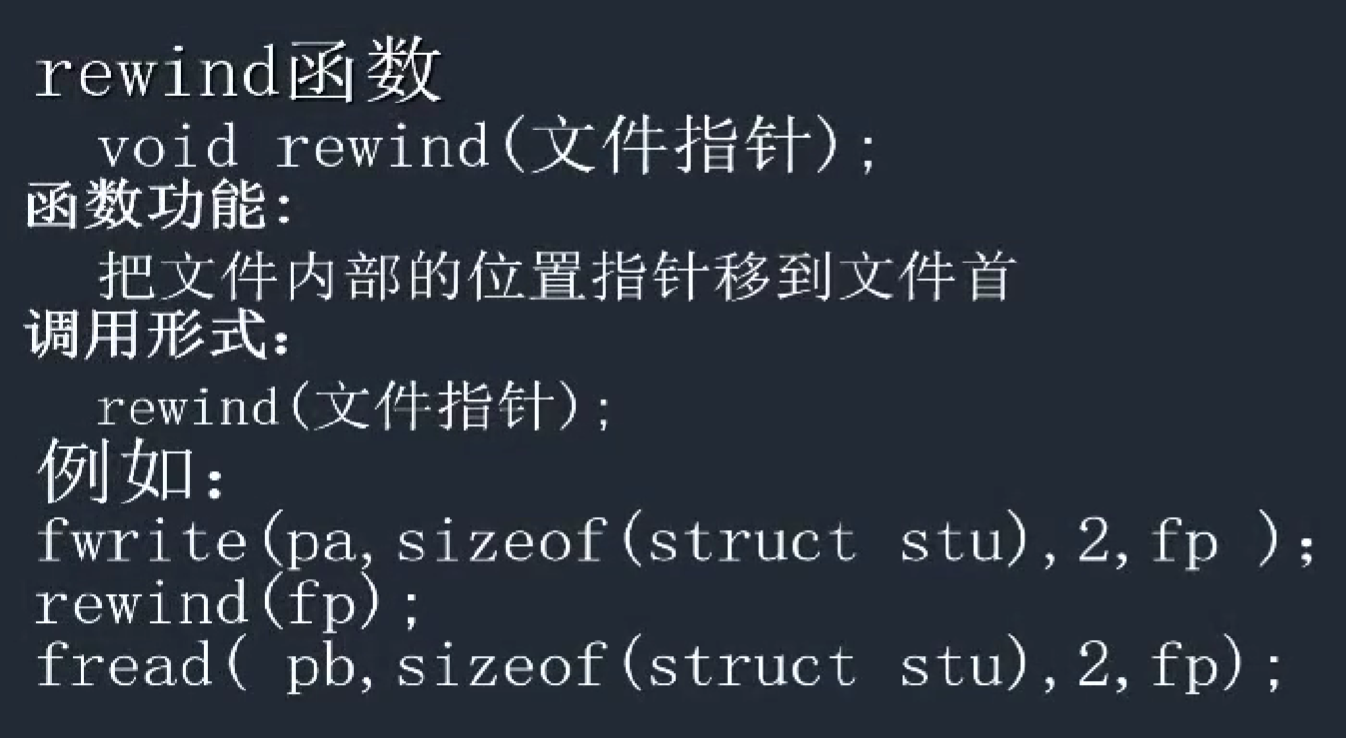 rewind函数
void rewind(文件指针);
函数功能:
把文件内部的位置指针移到文件首
调用形式:
rewind(文件指针);
例如:
fwrite(pa,sizeof(struct stu),2,fp );
rewind(fp);
fread( pb,sizeof(struct stu),2,fp);